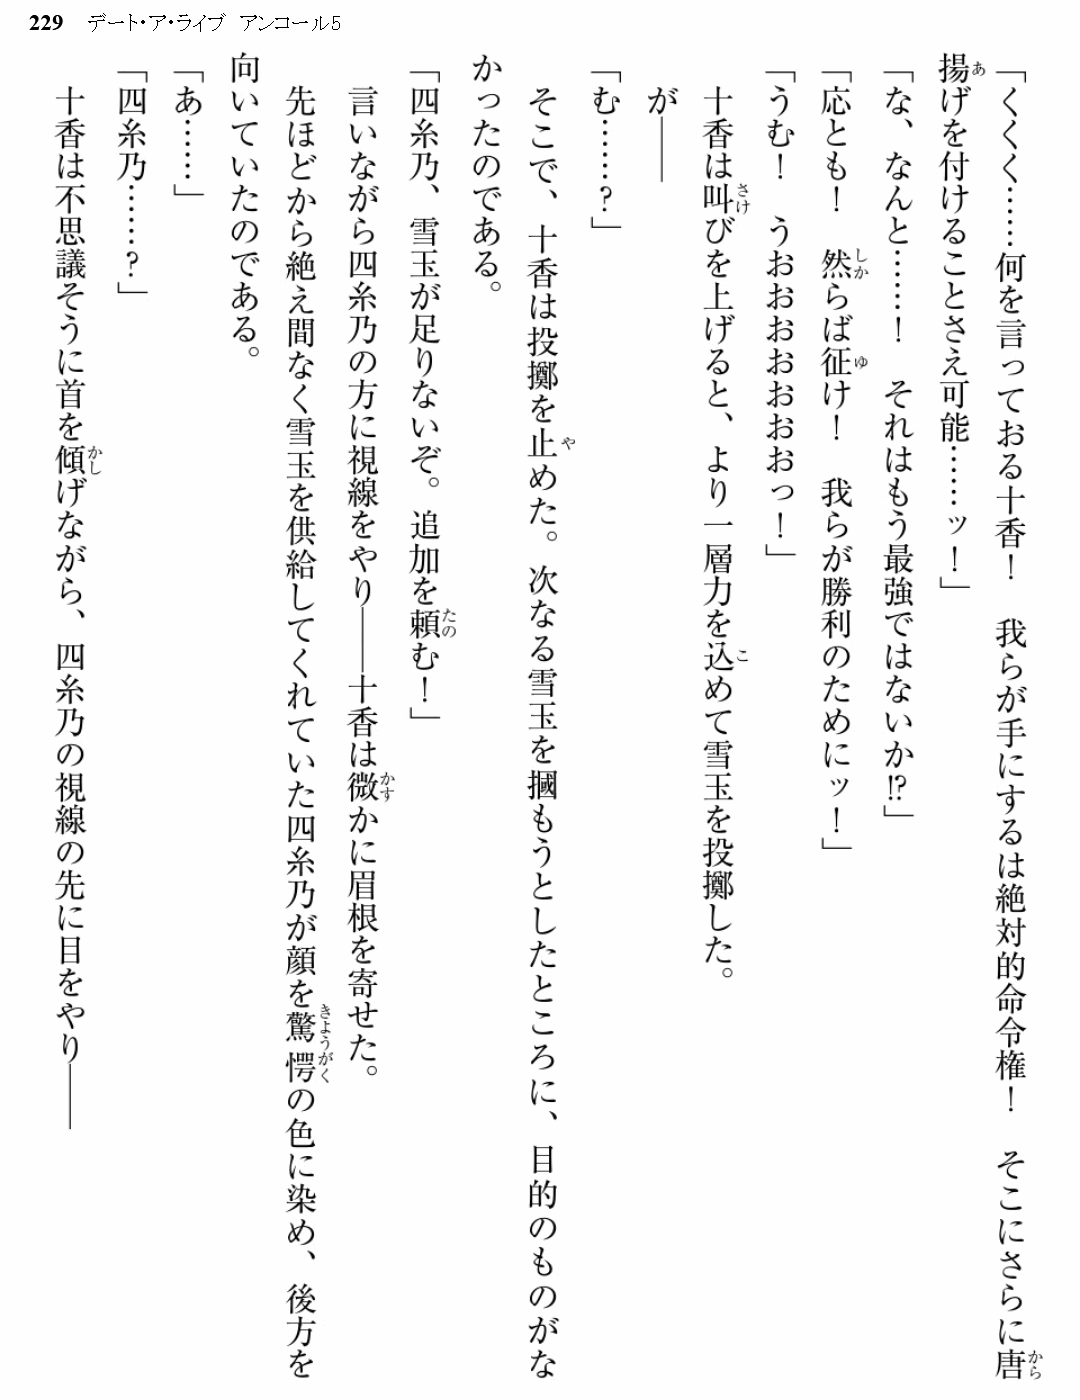 229 デート・ア・ライブ アンコール5
「くくく……何を言っておる十香！　我らが手にするは絶対的命令権！　そこにさらに唐
揚げを付けることさえ可能……ッ！」
「な、なんと……！　それはもう最強ではないか!?」
「応とも！　然らば征け！　我らが勝利のためにッ！」
「うむ！　うおおおおおおおっ！」
　十香は叫びを上げると、より一層力を込めて雪玉を投擲した。
　が――
「む……？」
　そこで、十香は投擲を止めた。次なる雪玉を摑もうとしたところに、目的のものがな
かったのである。
「四糸乃、雪玉が足りないぞ。追加を頼む！」
　言いながら四糸乃の方に視線をやり――十香は微かに眉根を寄せた。
　先ほどから絶え間なく雪玉を供給してくれていた四糸乃が顔を驚愕の色に染め、後方を
向いていたのである。
「あ……」
「四糸乃……？」
　十香は不思議そうに首を傾げながら、四糸乃の視線の先に目をやり――